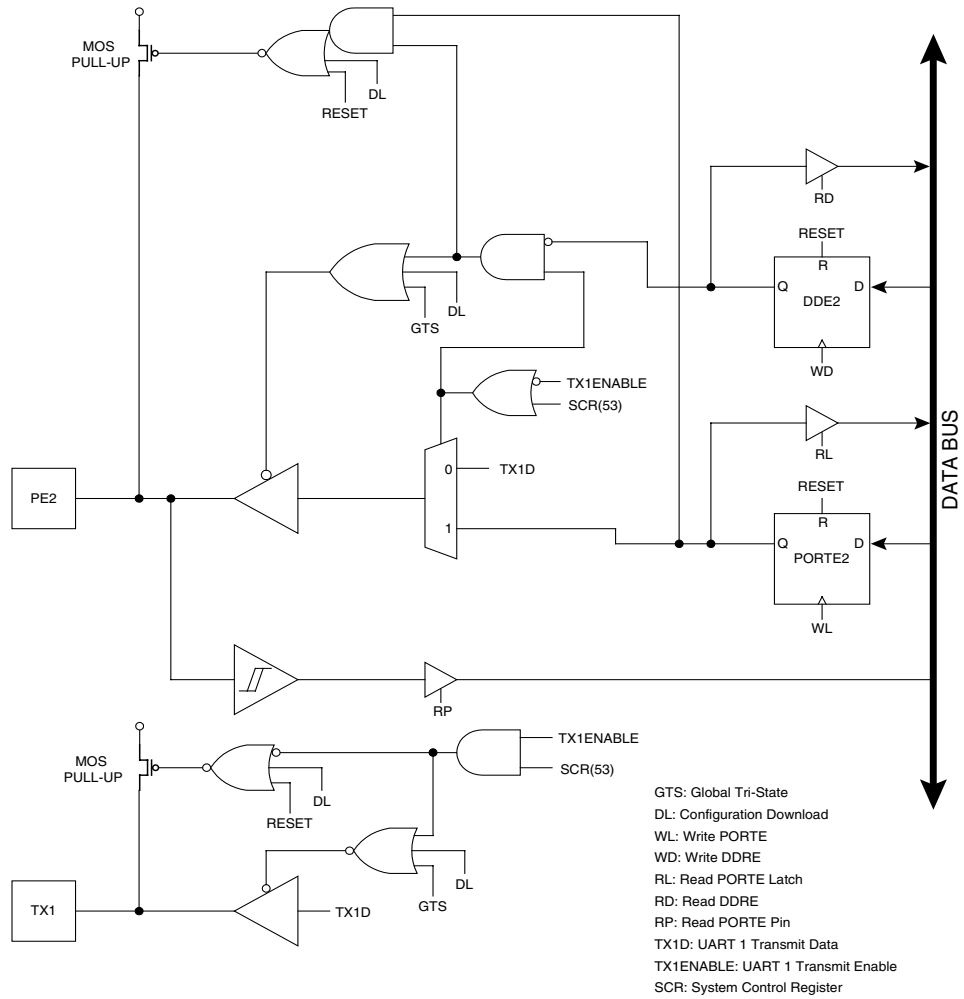 MOS
PULL-UP
DL
RESET
RD
RESET
R
Q
D
DDE2
DL
GTS
WD
TX1ENABLE
SCR(53)
RL
DATA BUS
0
TX1D
RESET
PE2
R
1
Q
D
PORTE2
WL
RP
MOS
PULL-UP
TX1ENABLE
SCR(53)
DL
RESET
DL
GTS
TX1
TX1D
GTS: Global Tri-State
DL: Configuration Download
WL: Write PORTE
WD: Write DDRE
RL: Read PORTE Latch
RD: Read DDRE
RP: Read PORTE Pin
TX1D: UART 1 Transmit Data
TX1ENABLE: UART 1 Transmit Enable
SCR: System Control Register